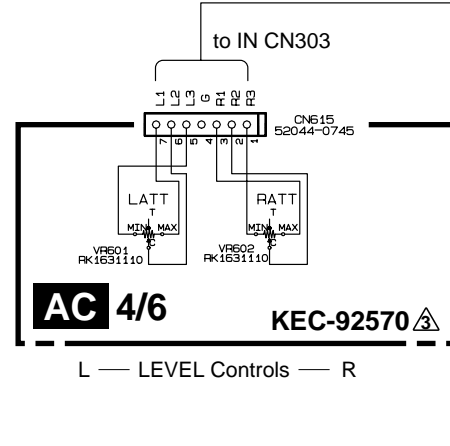 to IN CN303
L1 L2 L3 G R1 R2 R3
CN615
52044-0745
7 6 5 4 3 2 1
LATT RATT
T T
MIN MAX MIN MAX
C C
VR601 VR602
RK1631110 RK1631110
AC 4/6 KEC-92570 3
L — LEVEL Controls — R